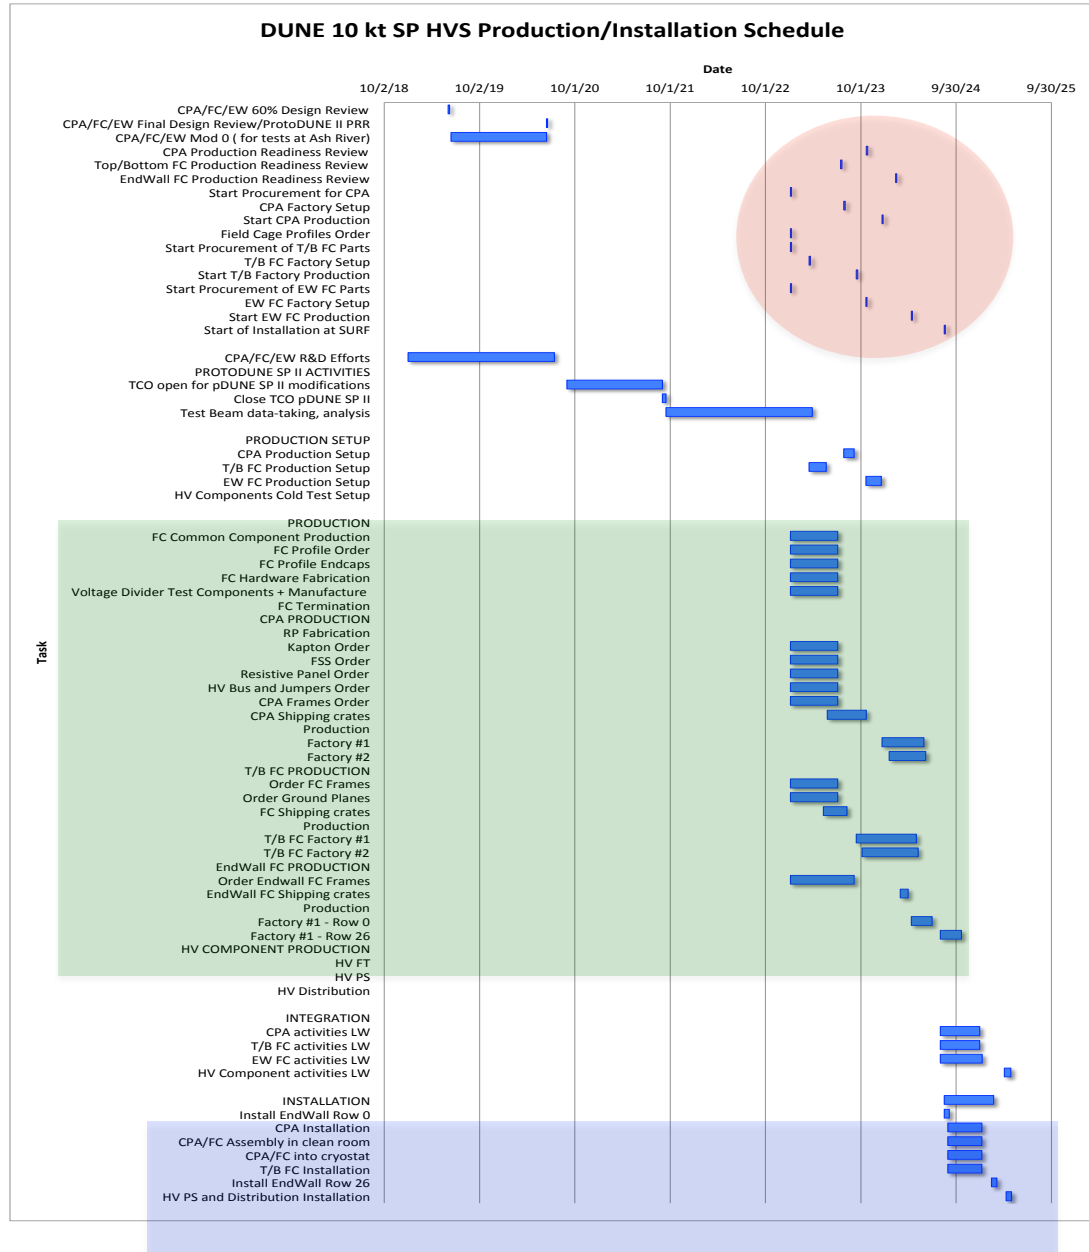 DUNE 10 kt SP HVS Production/Installation Schedule
Date
10/2/18 10/2/19 10/1/20 10/1/21 10/1/22 10/1/23 9/30/24 9/30/25
CPA/FC/EW 60% Design Review
CPA/FC/EW Final Design Review/ProtoDUNE II PRR
CPA/FC/EW Mod 0 ( for tests at Ash River)
CPA Production Readiness Review
Top/Bottom FC Production Readiness Review
EndWall FC Production Readiness Review
Start Procurement for CPA
CPA Factory Setup
Start CPA Production
Field Cage Profiles Order
Start Procurement of T/B FC Parts
T/B FC Factory Setup
Start T/B Factory Production
Start Procurement of EW FC Parts
EW FC Factory Setup
Start EW FC Production
Start of Installation at SURF
CPA/FC/EW R&D Efforts
PROTODUNE SP II ACTIVITIES
TCO open for pDUNE SP II modifications
Close TCO pDUNE SP II
Test Beam data-taking, analysis
PRODUCTION SETUP
CPA Production Setup
T/B FC Production Setup
EW FC Production Setup
HV Components Cold Test Setup
PRODUCTION
FC Common Component Production
FC Profile Order
FC Profile Endcaps
FC Hardware Fabrication
Voltage Divider Test Components + Manufacture
FC Termination
CPA PRODUCTION
RP Fabrication
Task
Kapton Order
FSS Order
Resistive Panel Order
HV Bus and Jumpers Order
CPA Frames Order
CPA Shipping crates
Production
Factory #1
Factory #2
T/B FC PRODUCTION
Order FC Frames
Order Ground Planes
FC Shipping crates
Production
T/B FC Factory #1
T/B FC Factory #2
EndWall FC PRODUCTION
Order Endwall FC Frames
EndWall FC Shipping crates
Production
Factory #1 - Row 0
Factory #1 - Row 26
HV COMPONENT PRODUCTION
HV FT
HV PS
HV Distribution
INTEGRATION
CPA activities LW
T/B FC activities LW
EW FC activities LW
HV Component activities LW
INSTALLATION
Install EndWall Row 0
CPA Installation
CPA/FC Assembly in clean room
CPA/FC into cryostat
T/B FC Installation
Install EndWall Row 26
HV PS and Distribution Installation